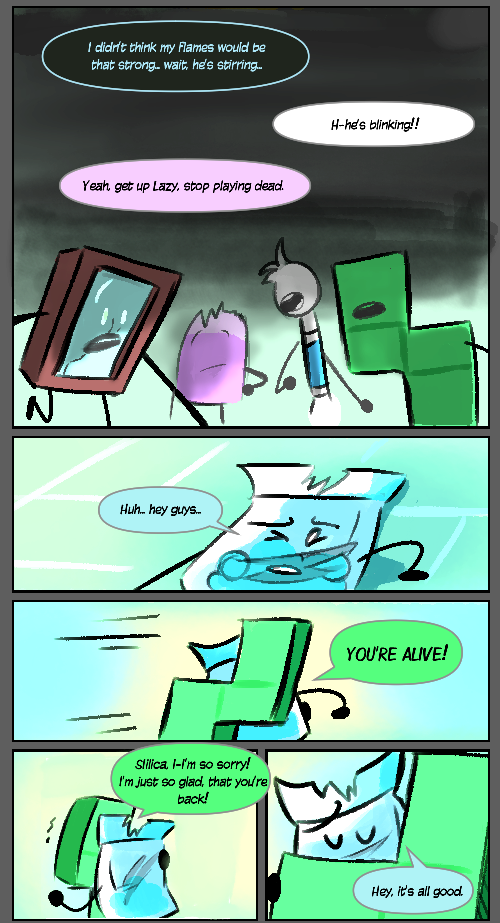 I didn't think my flames would be
that strong... wait, he's stirring...
H-he's blinking!!
Yeah, get up Lazy, stop playing dead.
Huh... hey guys...
YOU'RE ALIVE!
Silica, I-I'm so sorry!
I'm just so glad, that you're
back!
Hey, it's all good.